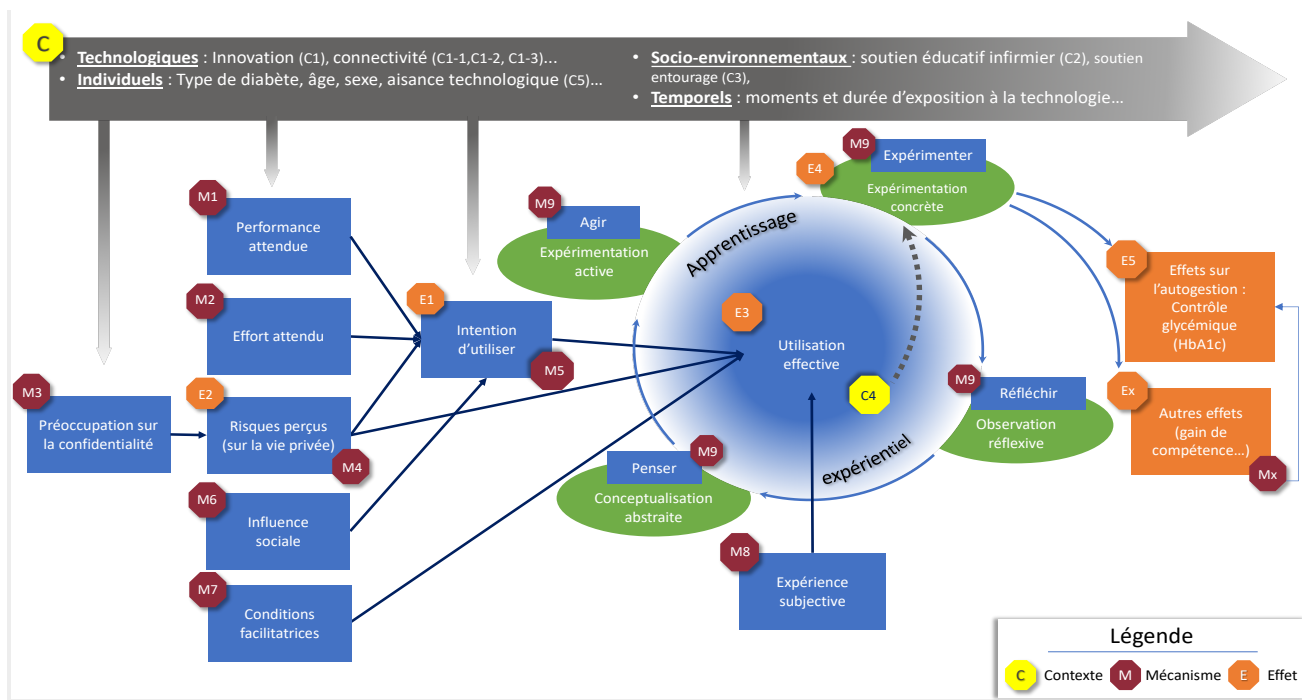 C
• Technologiques : Innovation (C1), connectivité (C1-1,C1-2, C1-3)...
• Individuels : Type de diabète, âge, sexe, aisance technologique (C5)...
• Socio-environnementaux : soutien éducatif infirmier (C2), soutien
entourage (C3),
• Temporels : moments et durée d'exposition à la technologie...
M1
Performance
attendue
M2
Effort attendu
M3
Préoccupation sur
la confidentialité
E2
Risques perçus
(sur la vie privée)
M4
M6
Influence
sociale
M7
Conditions
facilitatrices
E1
Intention
d'utiliser
M5
M9
Agir
Expérimentation
active
E4
M9
Expérimenter
Expérimentation
concrète
Apprentissage
E3
Utilisation
effective
C4
expérientiel
M9
Réfléchir
Observation
réflexive
Penser
M9
Conceptualisation
abstraite
M8
Expérience
subjective
E5
Effets sur
l'autogestion :
Contrôle
glycémique
(HbA1c)
Ex
Autres effets
(gain de
compétence…)
Mx
Légende
C Contexte M Mécanisme E Effet